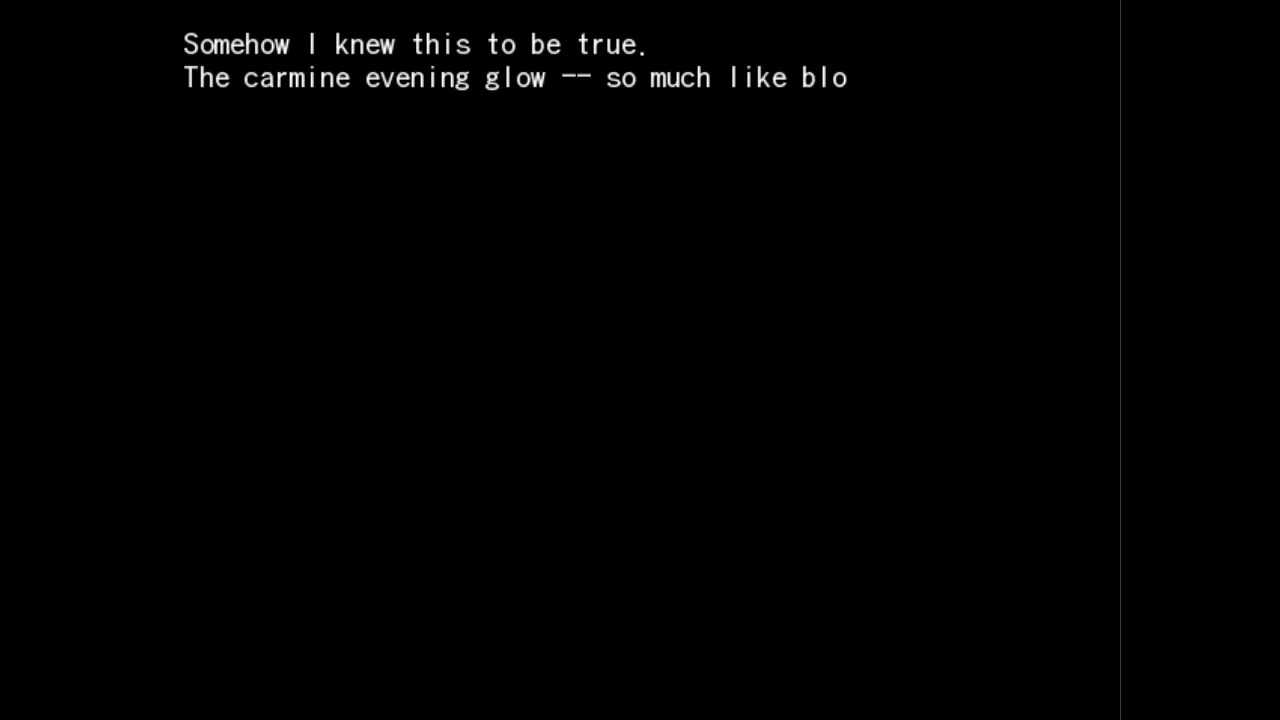 Somehow I knew this to be true.
The carmine evening glow -- so much like blo